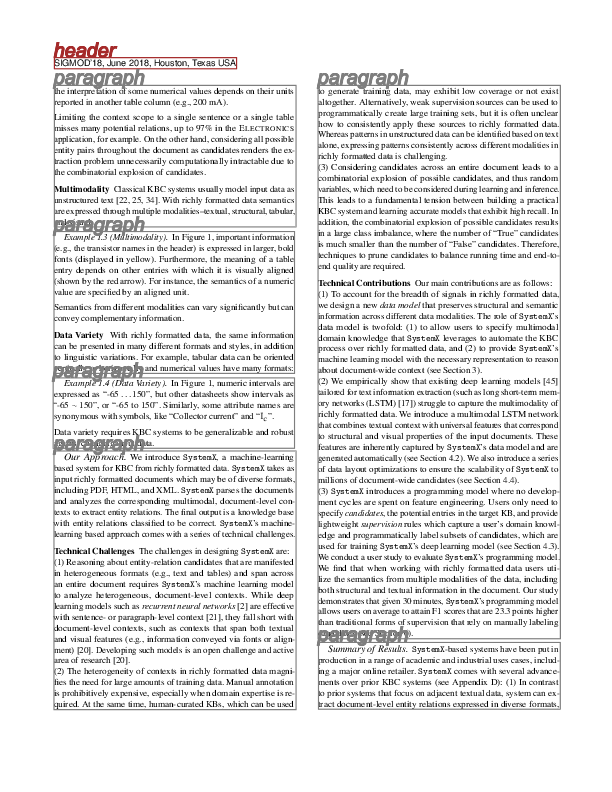 header
SIGMOD'18, June 2018, Houston, Texas USA
paragraph
the interpretation of some numerical values depends on their units
reported in another table column (e.g., 200 mA).
Limiting the context scope to a single sentence or a single table
misses many potential relations, up to 97% in the ELECTRONICS
application, for example. On the other hand, considering all possible
entity pairs throughout the document as candidates renders the ex-
traction problem unnecessarily computationally intractable due to
the combinatorial explosion of candidates.
Multimodality Classical KBC systems usually model input data as
unstructured text [22, 25, 34]. With richly formatted data semantics
are expressed through multiple modalities–textual, structural, tabular,
paragraph
Example 1.3 (Multimodality). In Figure 1, important information
(e.g., the transistor names in the header) is expressed in larger, bold
fonts (displayed in yellow). Furthermore, the meaning of a table
entry depends on other entries with which it is visually aligned
(shown by the red arrow). For instance, the semantics of a numeric
value are specified by an aligned unit.
Semantics from different modalities can vary significantly but can
convey complementary information.
Data Variety With richly formatted data, the same information
can be presented in many different formats and styles, in addition
to linguistic variations. For example, tabular data can be oriented
and numerical values have many formats:
paragraph
Example 1.4 (Data Variety). In Figure 1, numeric intervals are
expressed as “-65 . . . 150”, but other datasheets show intervals as
“-65 ~ 150”, or “-65 to 150”. Similarly, some attribute names are
synonymous with symbols, like “Collector current” and “Ic”.
Data variety requires KBC systems to be generalizable and robust
data.
paragraph
Our Approach. We introduce SystemX, a machine-learning
based system for KBC from richly formatted data. SystemX takes as
input richly formatted documents which may be of diverse formats,
including PDF, HTML, and XML. SystemX parses the documents
and analyzes the corresponding multimodal, document-level con-
texts to extract entity relations. The final output is a knowledge base
with entity relations classified to be correct. SystemX's machine-
learning based approach comes with a series of technical challenges.
Technical Challenges The challenges in designing SystemX are:
(1) Reasoning about entity-relation candidates that are manifested
in heterogeneous formats (e.g., text and tables) and span across
an entire document requires SystemX's machine learning model
to analyze heterogeneous, document-level contexts. While deep
learning models such as recurrent neural networks [2] are effective
with sentence- or paragraph-level context [21], they fall short with
document-level contexts, such as contexts that span both textual
and visual features (e.g., information conveyed via fonts or align-
ment) [20]. Developing such models is an open challenge and active
area of research [20].
(2) The heterogeneity of contexts in richly formatted data magni-
fies the need for large amounts of training data. Manual annotation
is prohibitively expensive, especially when domain expertise is re-
quired. At the same time, human-curated KBs, which can be used
paragraph
to generate training data, may exhibit low coverage or not exist
altogether. Alternatively, weak supervision sources can be used to
programmatically create large training sets, but it is often unclear
how to consistently apply these sources to richly formatted data.
Whereas patterns in unstructured data can be identified based on text
alone, expressing patterns consistently across different modalities in
richly formatted data is challenging.
(3) Considering candidates across an entire document leads to a
combinatorial explosion of possible candidates, and thus random
variables, which need to be considered during learning and inference.
This leads to a fundamental tension between building a practical
KBC system and learning accurate models that exhibit high recall. In
addition, the combinatorial explosion of possible candidates results
in a large class imbalance, where the number of “True” candidates
is much smaller than the number of “False” candidates. Therefore,
techniques to prune candidates to balance running time and end-to-
end quality are required.
Technical Contributions Our main contributions are as follows:
(1) To account for the breadth of signals in richly formatted data,
we design a new data model that preserves structural and semantic
information across different data modalities. The role of SystemX's
data model is twofold: (1) to allow users to specify multimodal
domain knowledge that SystemX leverages to automate the KBC
process over richly formatted data, and (2) to provide SystemX's
machine learning model with the necessary representation to reason
about document-wide context (see Section 3).
(2) We empirically show that existing deep learning models [45]
tailored for text information extraction (such as long short-term mem-
ory networks (LSTM) [17]) struggle to capture the multimodality of
richly formatted data. We introduce a multimodal LSTM network
that combines textual context with universal features that correspond
to structural and visual properties of the input documents. These
features are inherently captured by SystemX's data model and are
generated automatically (see Section 4.2). We also introduce a series
of data layout optimizations to ensure the scalability of SystemX to
millions of document-wide candidates (see Section 4.4).
(3) SystemX introduces a programming model where no develop-
ment cycles are spent on feature engineering. Users only need to
specify candidates, the potential entries in the target KB, and provide
lightweight supervision rules which capture a user's domain knowl-
edge and programmatically label subsets of candidates, which are
used for training SystemX's deep learning model (see Section 4.3).
We conduct a user study to evaluate SystemX's programming model.
We find that when working with richly formatted data users uti-
lize the semantics from multiple modalities of the data, including
both structural and textual information in the document. Our study
demonstrates that given 30 minutes, SystemX's programming model
allows users on average to attain F1 scores that are 23.3 points higher
than traditional forms of supervision that rely on manually labeling
paragraph
Summary of Results. SystemX-based systems have been put in
production in a range of academic and industrial uses cases, includ-
ing a major online retailer. SystemX comes with several advance-
ments over prior KBC systems (see Appendix D): (1) In contrast
to prior systems that focus on adjacent textual data, system can ex-
tract document-level entity relations expressed in diverse formats,